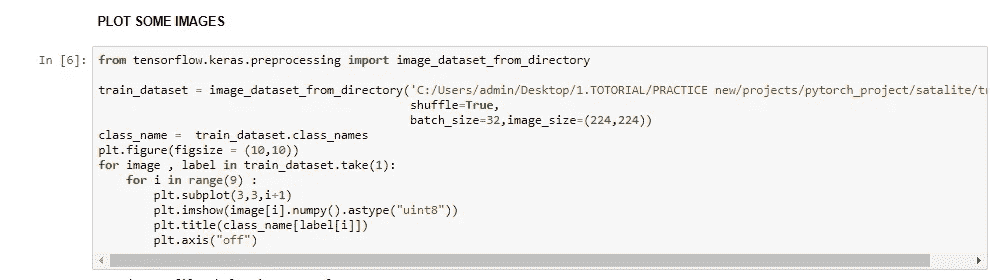 PLOT SOME IMAGES
In [6]: from tensorflow.keras.preprocessing import image_dataset_from_directory
train_dataset = image_dataset_from_directory('C:/Users/admin/Desktop/1.TOTORIAL/PRACTICE new/projects/pytorch_project/satalite/
shuffle=True,
batch_size=32,image_size=(224,224))
class_name = train_dataset.class_names
plt.figure(figsize = (10,10))
for image , label in train_dataset.take(1):
for i in range(9) :
plt.subplot(3,3,i+1)
plt.imshow(image[i].numpy().astype("uint8"))
plt.title(class_name[label[i]])
plt.axis("off")